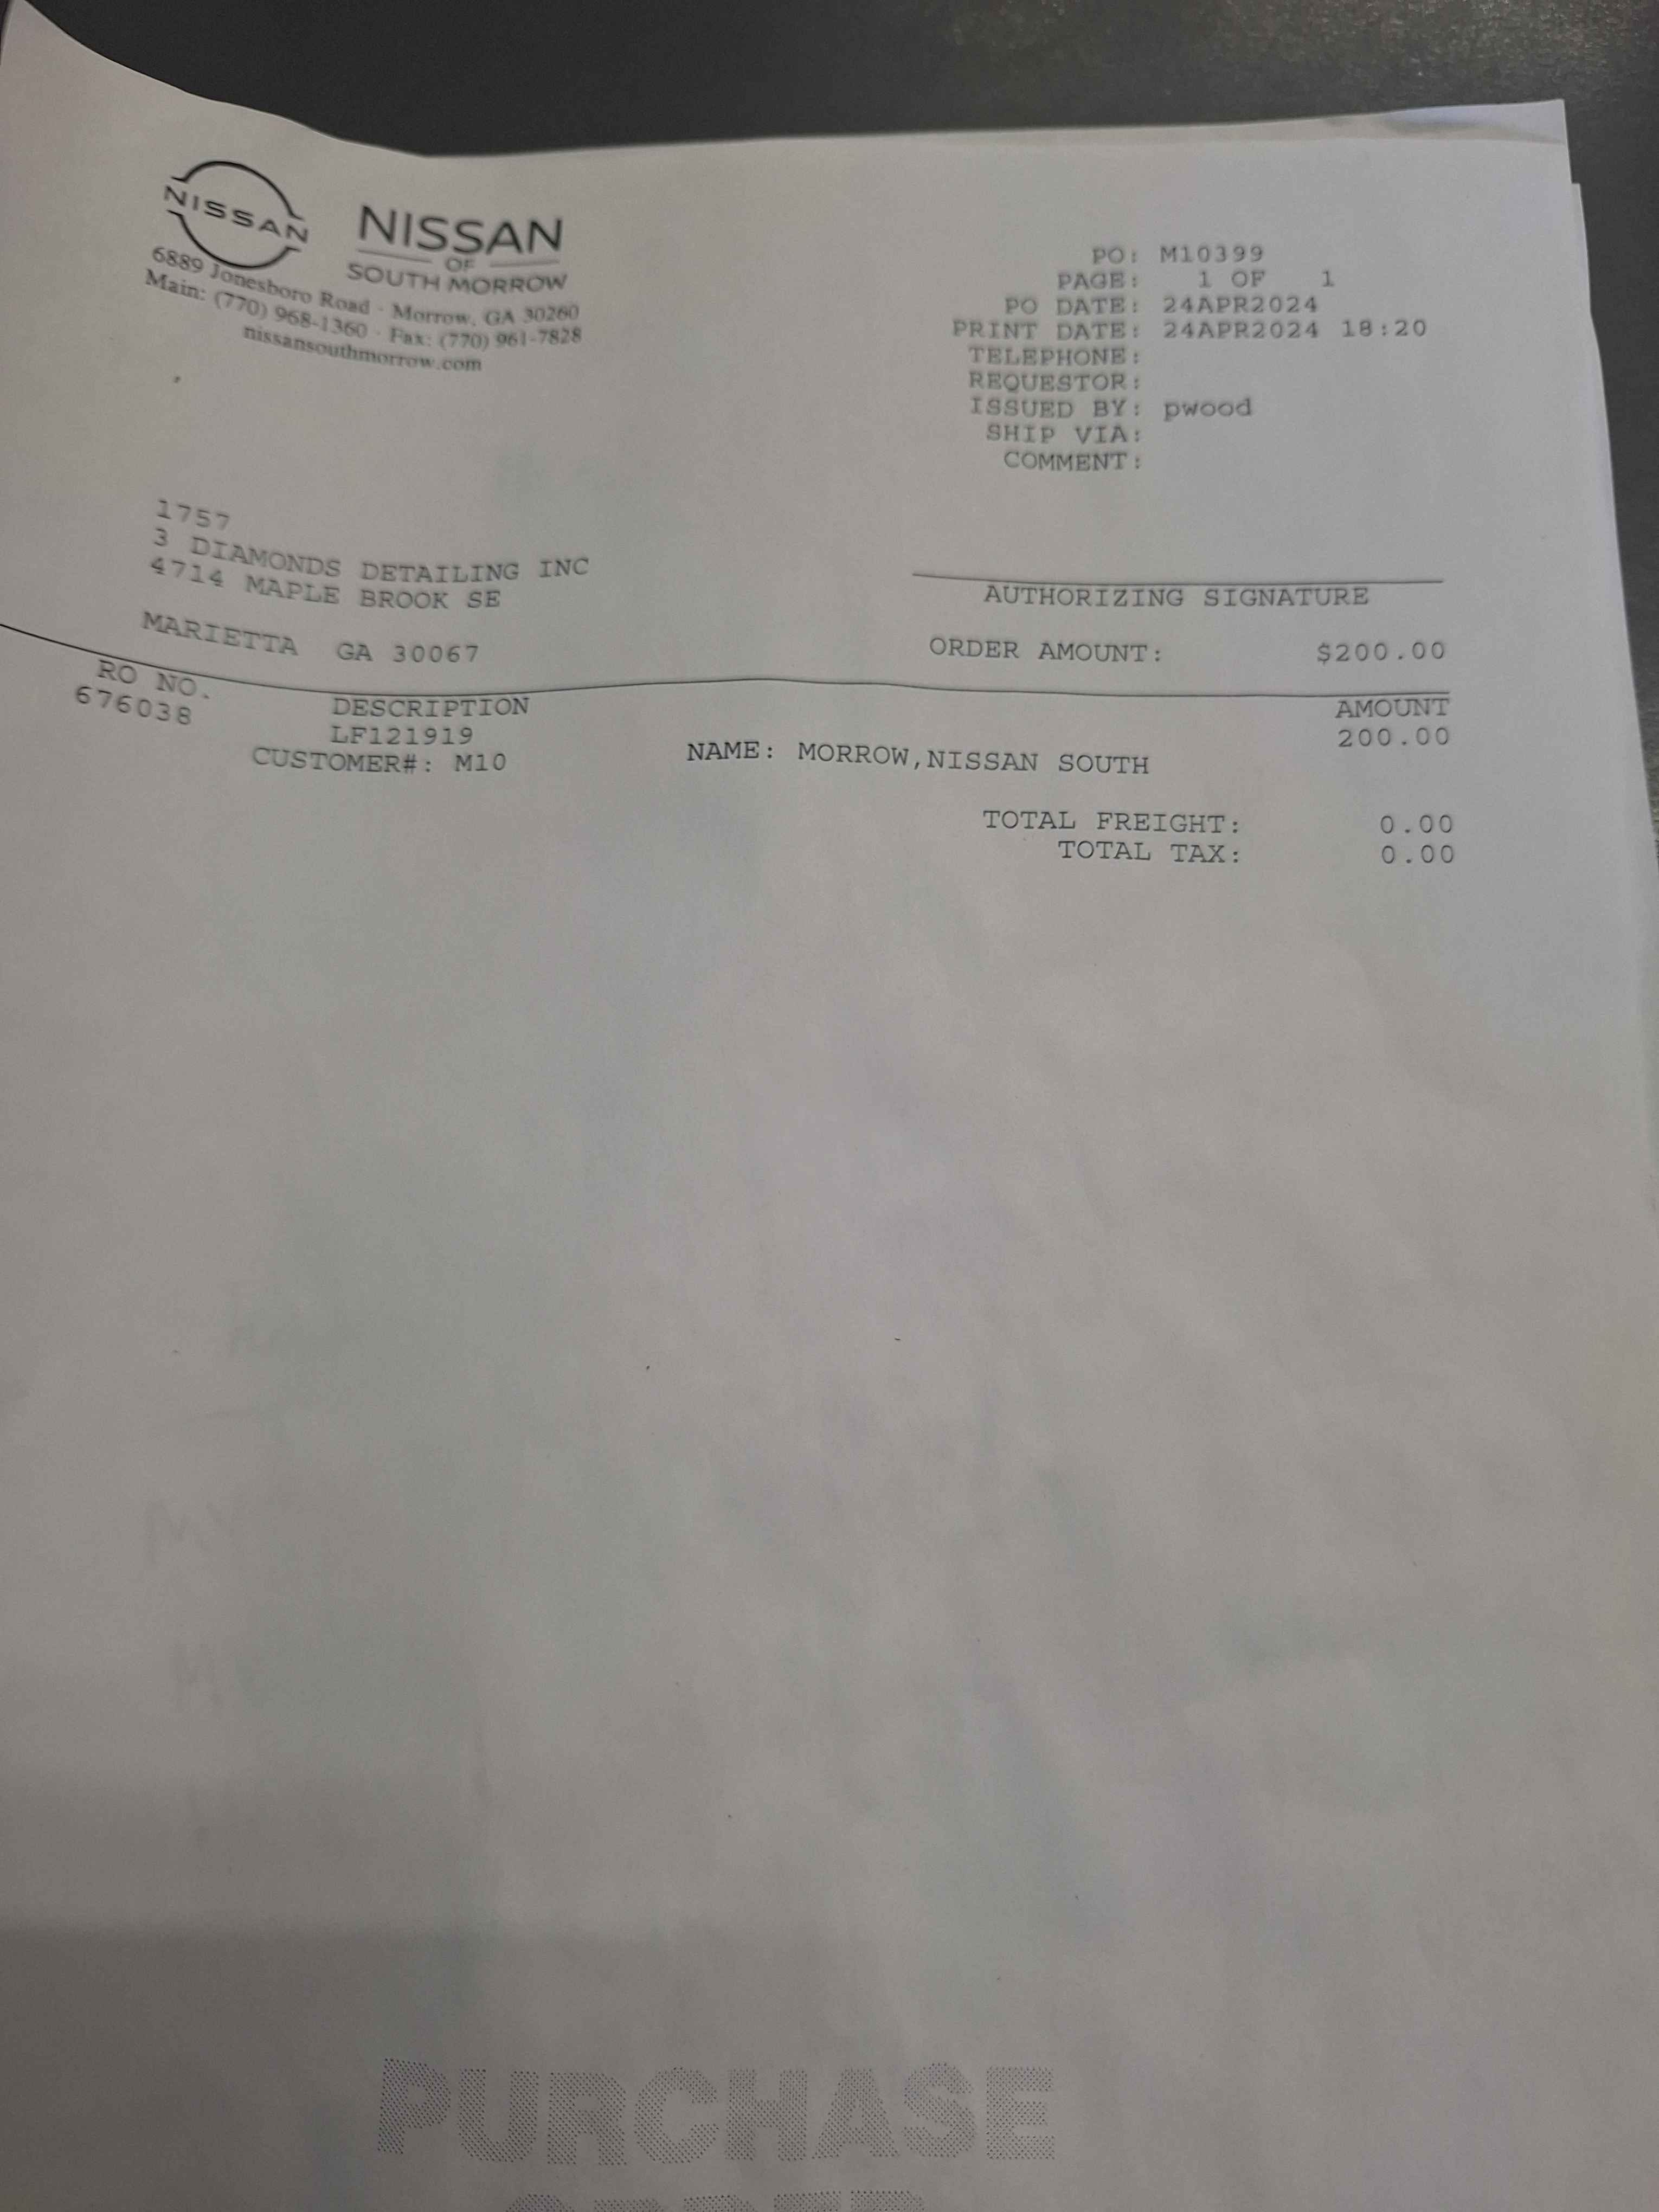 NISSAN
NISSAN
OF
SOUTH MORROW
6889 Jonesboro Road · Morrow, GA 30260
Main: (770) 968-1360 · Fax: (770) 961-7828
nissansouthmorrow.com
PO: M10399
PAGE: 1 OF 1
PO DATE: 24APR2024
PRINT DATE: 24APR2024 18:20
TELEPHONE:
REQUESTOR:
ISSUED BY: pwood
SHIP VIA:
COMMENT:
1757
3 DIAMONDS DETAILING INC
4714 MAPLE BROOK SE
MARIETTA GA 30067
AUTHORIZING SIGNATURE
ORDER AMOUNT: $200.00
RO NO. DESCRIPTION AMOUNT
676038 LF121919 200.00
CUSTOMER#: M10 NAME: MORROW,NISSAN SOUTH
TOTAL FREIGHT: 0.00
TOTAL TAX: 0.00
PURCHASE
ORDER